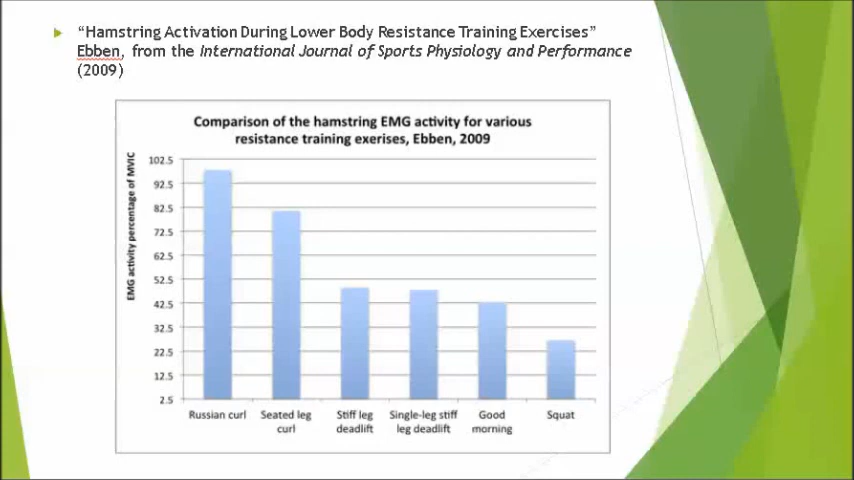 “Hamstring Activation During Lower Body Resistance Training Exercises”
Ebben, from the International Journal of Sports Physiology and Performance
(2009)
Comparison of the hamstring EMG activity for various
resistance training exerises, Ebben, 2009
EMG activity percentage of MVIC
102.5
92.5
82.5
72.5
62.5
52.5
42.5
32.5
22.5
12.5
2.5
Russian curl
Seated leg
curl
Stiff leg
deadlift
Single-leg stiff
leg deadlift
Good
morning
Squat